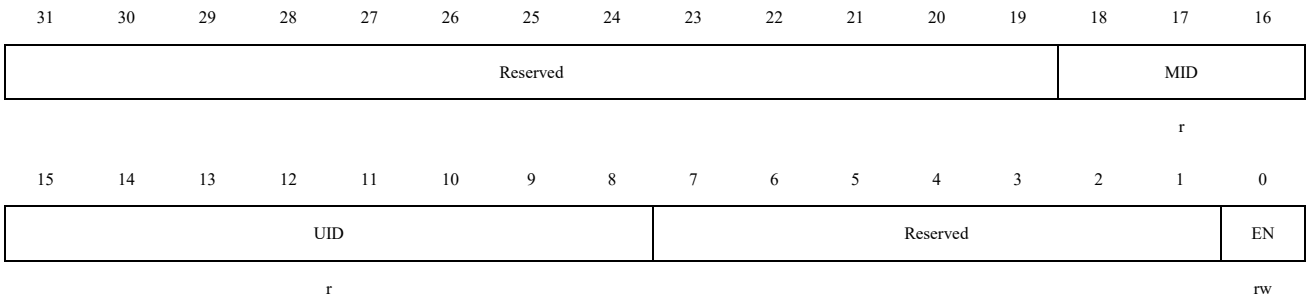 31 30 29 28 27 26 25 24 23 22 21 20 19 18 17 16
Reserved MID
r
15 14 13 12 11 10 9 8 7 6 5 4 3 2 1 0
UID Reserved EN
r rw